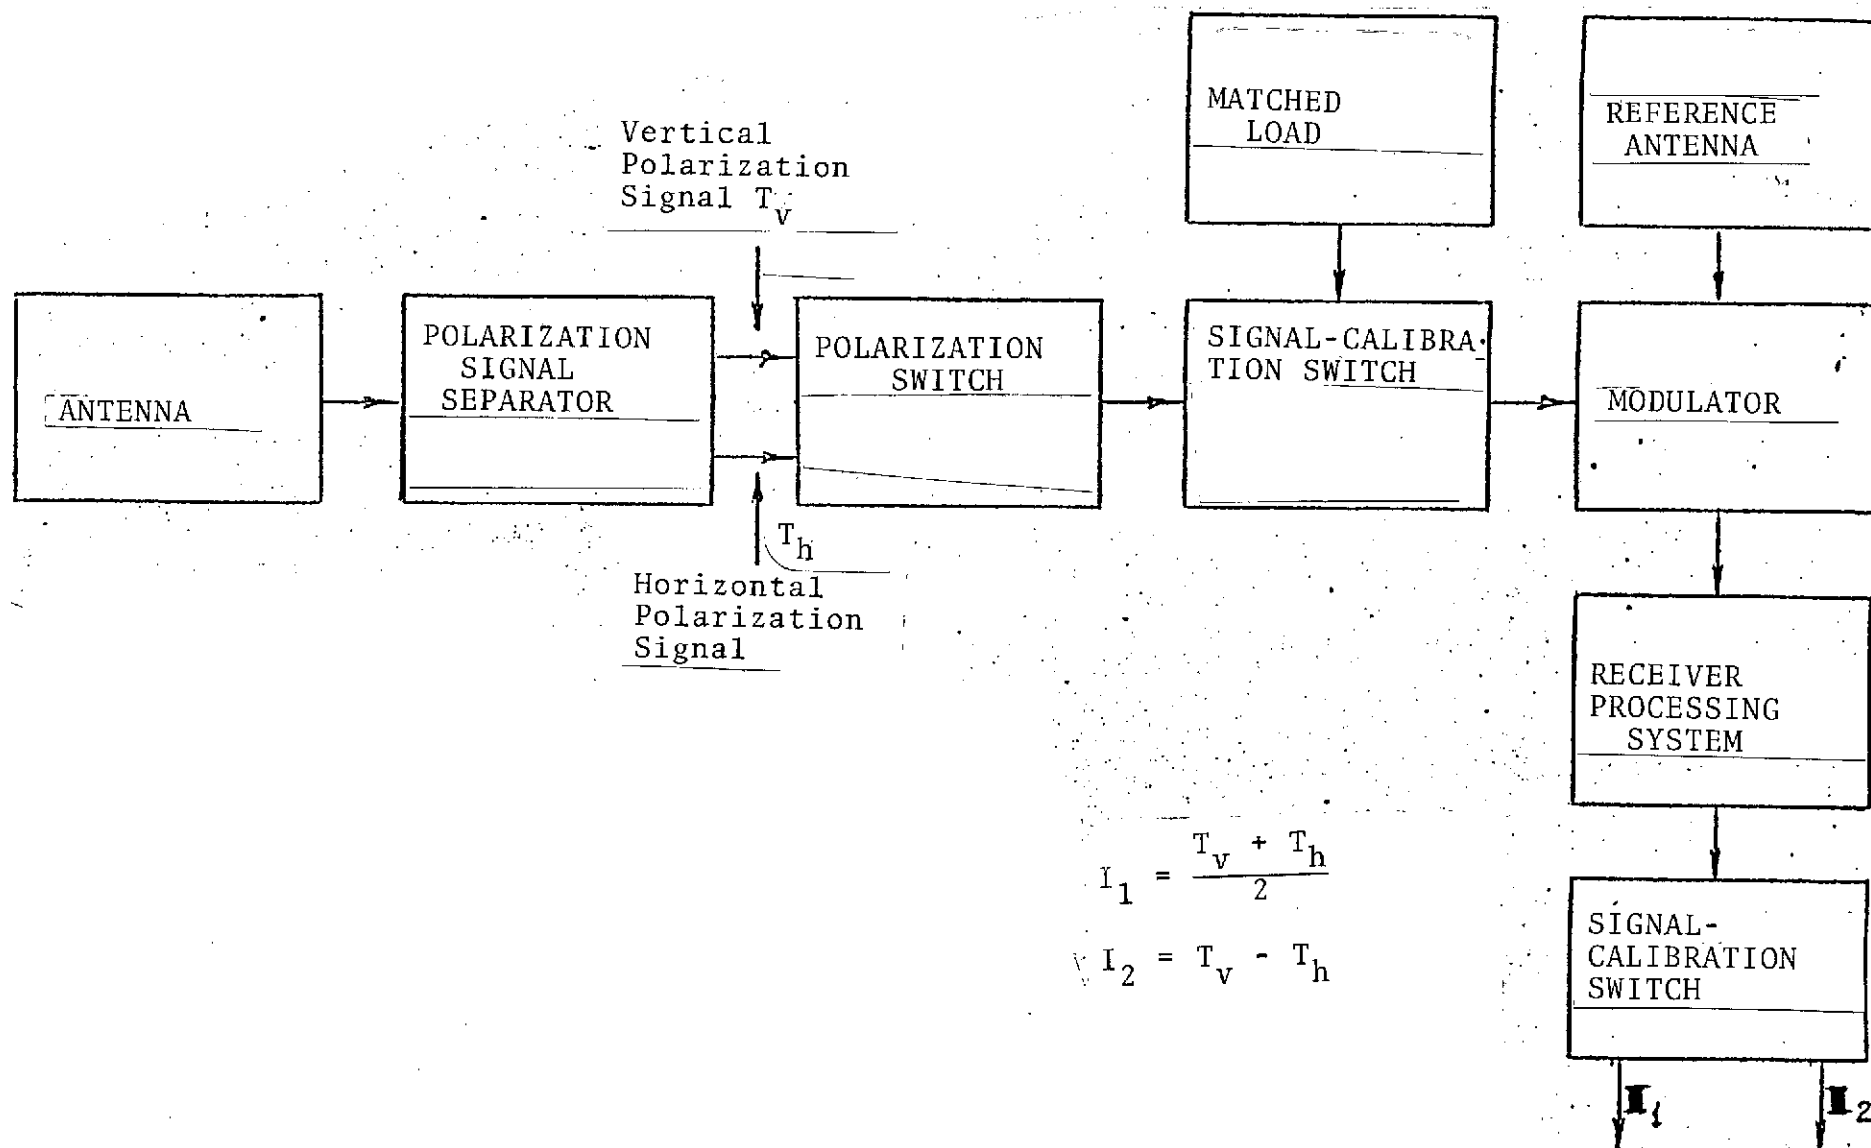 MATCHED
LOAD
REFERENCE
ANTENNA
Vertical
Polarization
Signal T_v
ANTENNA
POLARIZATION
SIGNAL
SEPARATOR
POLARIZATION
SWITCH
SIGNAL-CALIBRA-
TION SWITCH
MODULATOR
T_h
Horizontal
Polarization
Signal
RECEIVER
PROCESSING
SYSTEM
I_1 = (T_v + T_h) / 2
I_2 = T_v - T_h
SIGNAL-
CALIBRATION
SWITCH
I_1
I_2